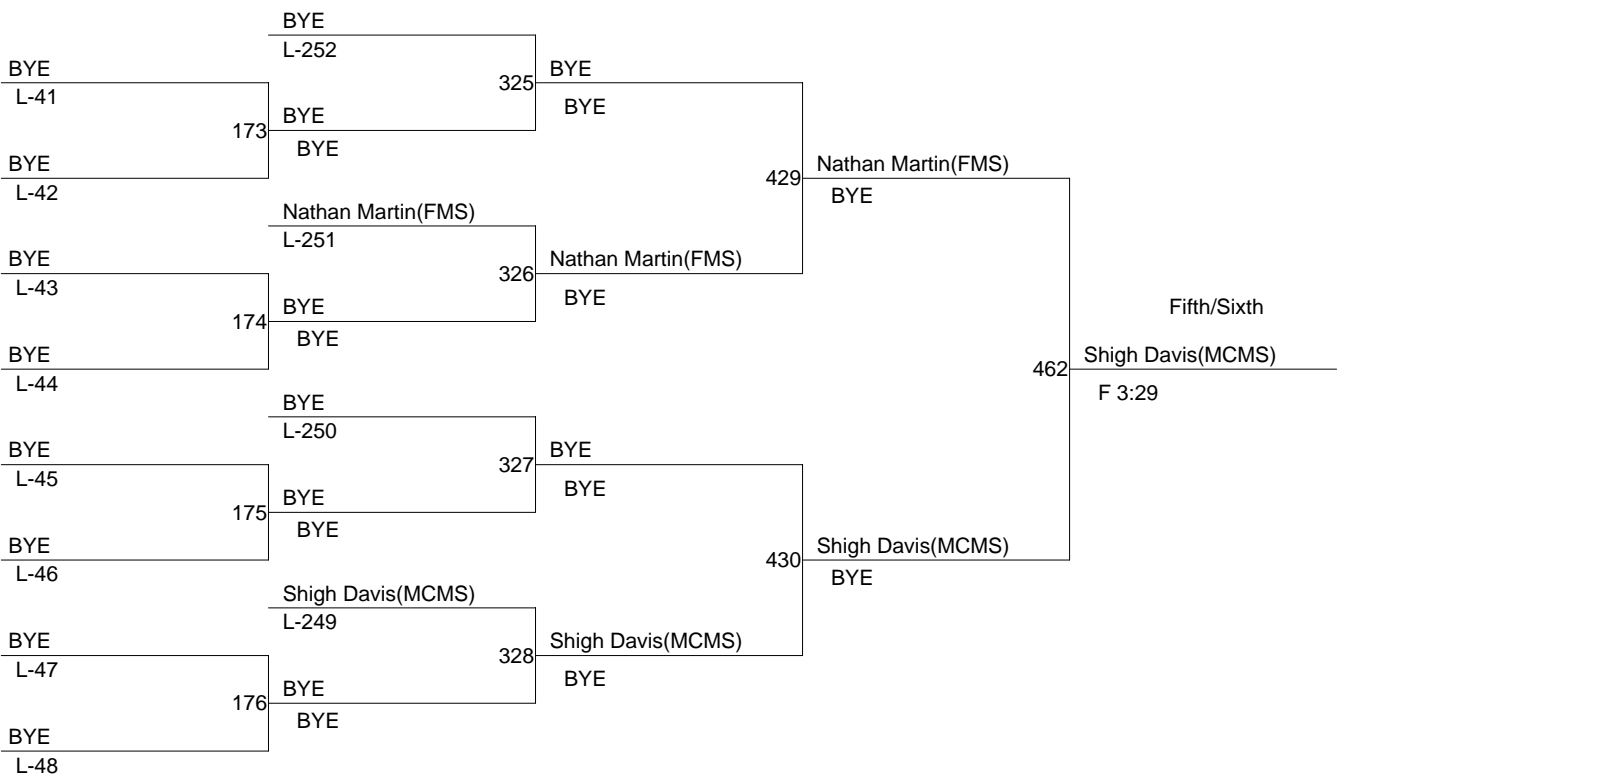 BYE
L-252
BYE
325
BYE
L-41
BYE
BYE
173
BYE
BYE
L-42
429
Nathan Martin(FMS)
BYE
Nathan Martin(FMS)
L-251
BYE
326
Nathan Martin(FMS)
L-43
BYE
BYE
174
BYE
BYE
L-44
Fifth/Sixth
462
Shigh Davis(MCMS)
F 3:29
BYE
L-250
BYE
327
BYE
L-45
BYE
BYE
175
BYE
BYE
L-46
430
Shigh Davis(MCMS)
BYE
Shigh Davis(MCMS)
L-249
BYE
328
Shigh Davis(MCMS)
L-47
BYE
BYE
176
BYE
BYE
L-48